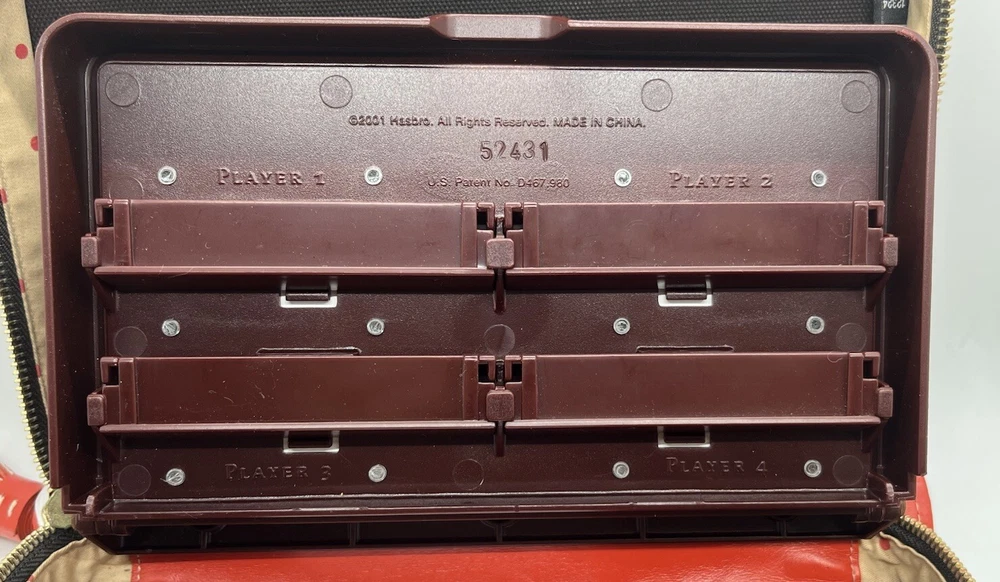 ©2001 Hasbro. All Rights Reserved. MADE IN CHINA.
52431
PLAYER 1
U.S. Patent No. D467,980
PLAYER 2
PLAYER 3
PLAYER 4